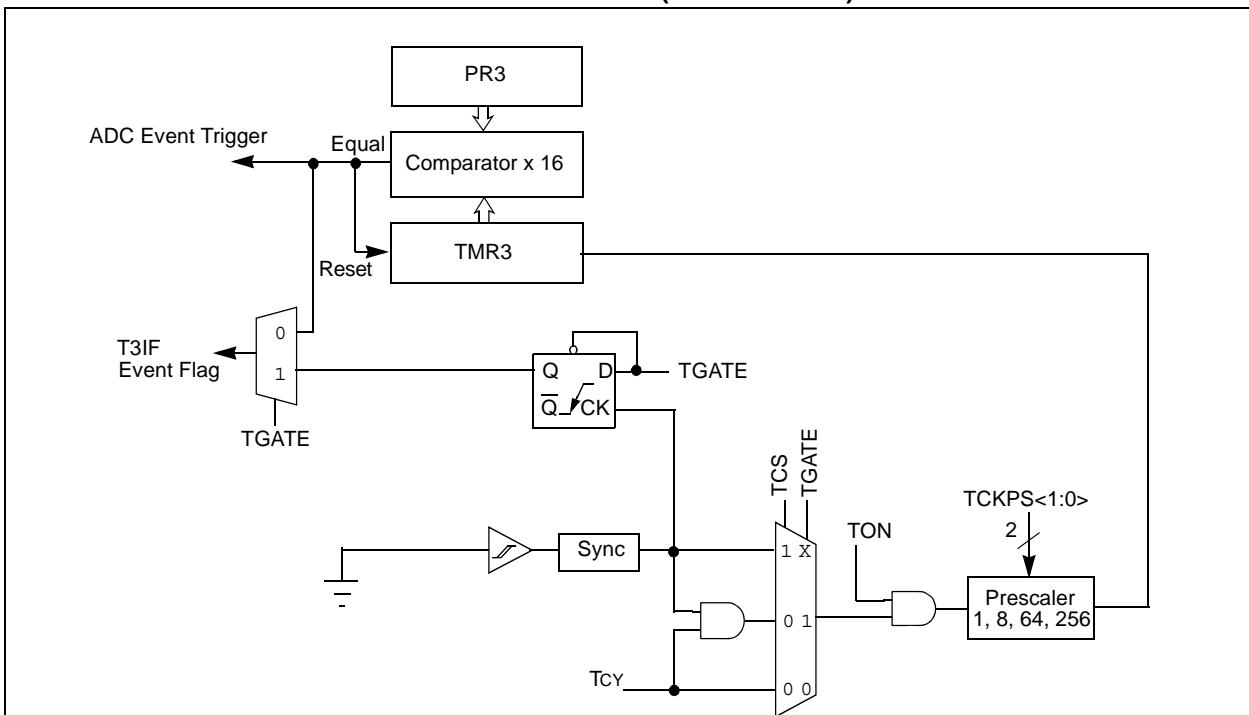 PR3
ADC Event Trigger
Equal
Comparator x 16
TMR3
Reset
0
1
T3IF
Event Flag
TGATE
Q
D
Q̅
CK
TGATE
TCS
TGATE
TCKPS<1:0>
2
TON
Sync
1 X
0 1
0 0
Prescaler
1, 8, 64, 256
TCY